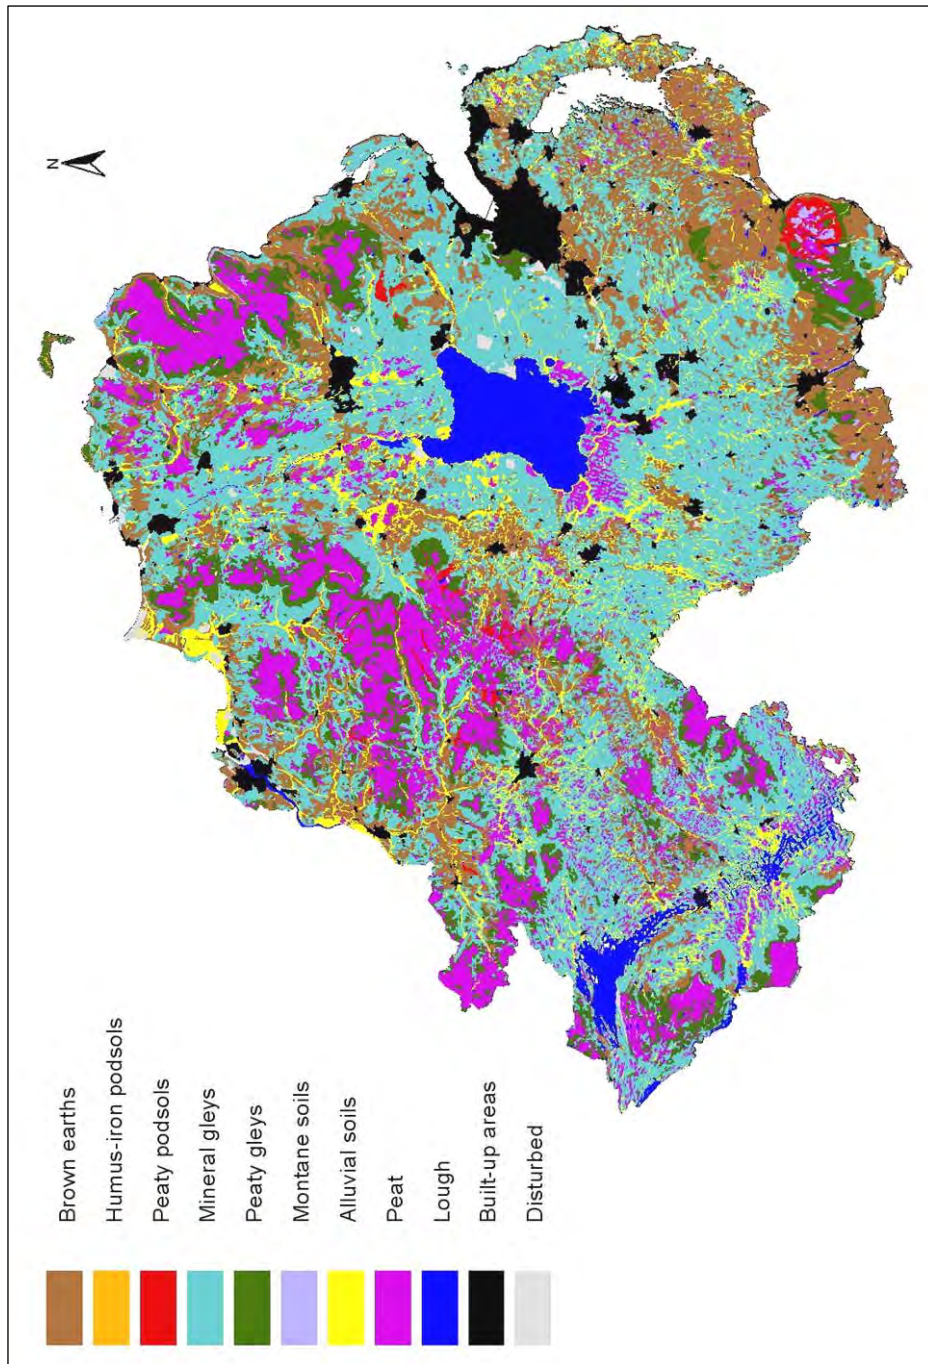 N
Brown earths
Humus-iron podsols
Peaty podsols
Mineral gleys
Peaty gleys
Montane soils
Alluvial soils
Peat
Lough
Built-up areas
Disturbed